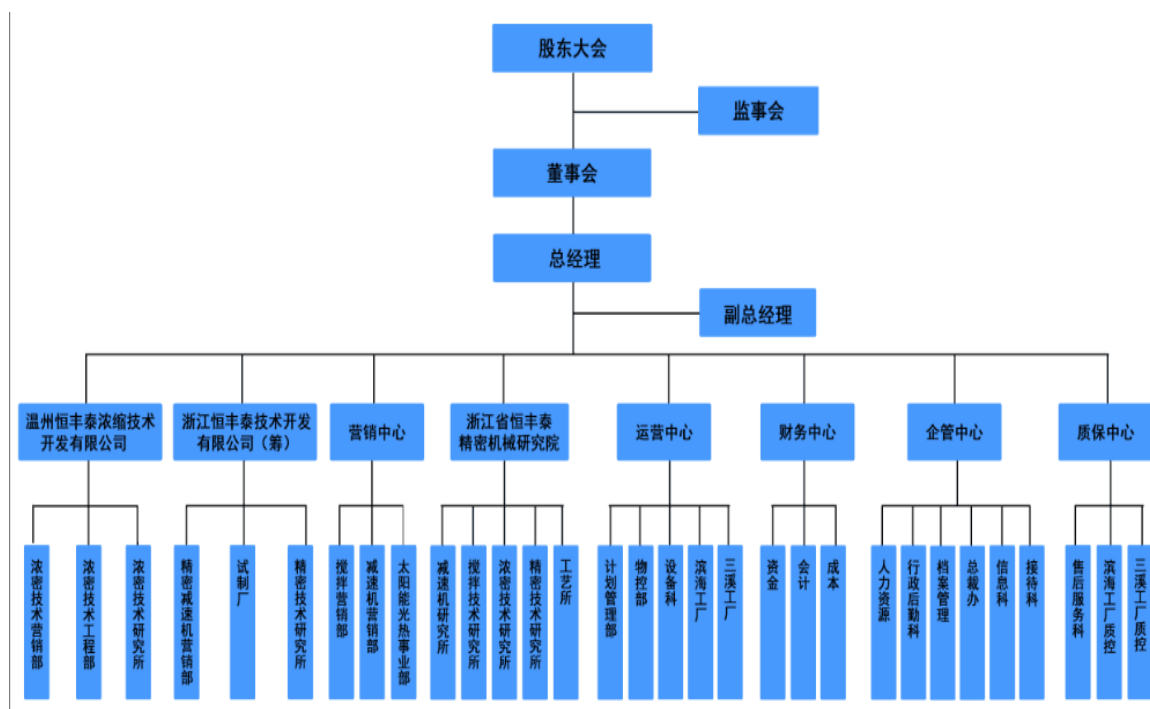 股东大会
监事会
董事会
总经理
副总经理
温州恒丰泰浓缩技术
开发有限公司
浙江恒丰泰技术开发
有限公司（筹）
营销中心
浙江省恒丰泰
精密机械研究院
运营中心
财务中心
企管中心
质保中心
浓密技术营销部
浓密技术工程部
浓密技术研究所
精密减速机营销部
试制厂
精密技术研究所
搅拌营销部
减速机营销部
太阳能光热事业部
减速机研究所
搅拌技术研究所
浓密技术研究所
精密技术研究所
工艺所
计划管理部
物控部
设备科
滨海工厂
三溪工厂
资金
会计
成本
人力资源
行政后勤科
档案管理
总裁办
信息科
接待科
售后服务科
滨海工厂质控
三溪工厂质控